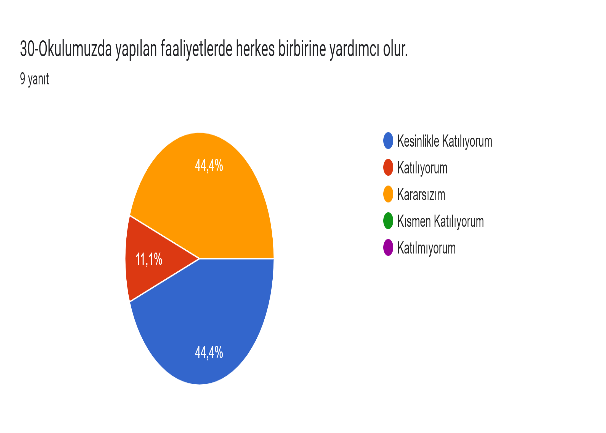 30-Okulumuzda yapılan faaliyetlerde herkes birbirine yardımcı olur.
9 yanıt
Kesinlikle Katılıyorum
Katılıyorum
Kararsızım
Kısmen Katılıyorum
Katılmıyorum
44,4%
11,1%
44,4%